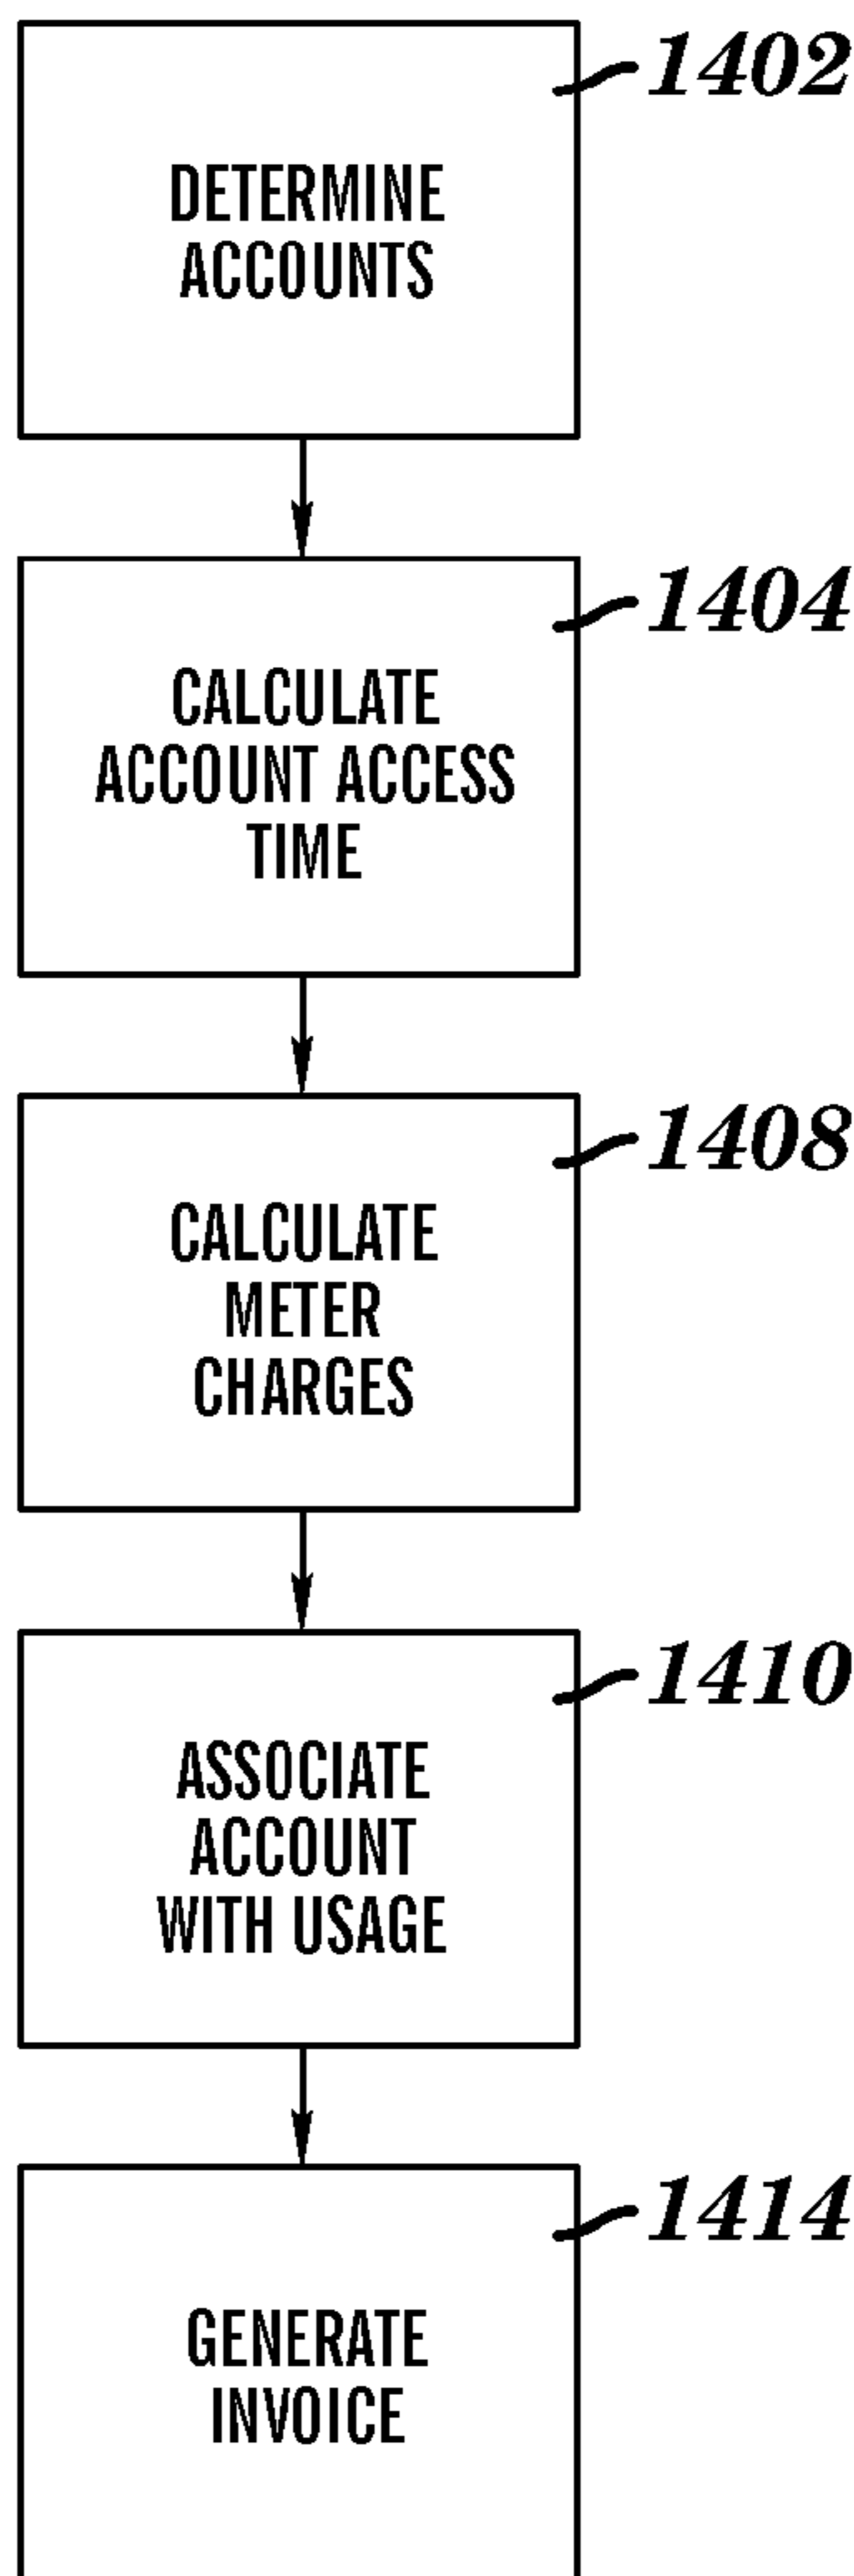 1402
DETERMINE
ACCOUNTS
1404
CALCULATE
ACCOUNT ACCESS
TIME
1408
CALCULATE
METER
CHARGES
1410
ASSOCIATE
ACCOUNT
WITH USAGE
1414
GENERATE
INVOICE